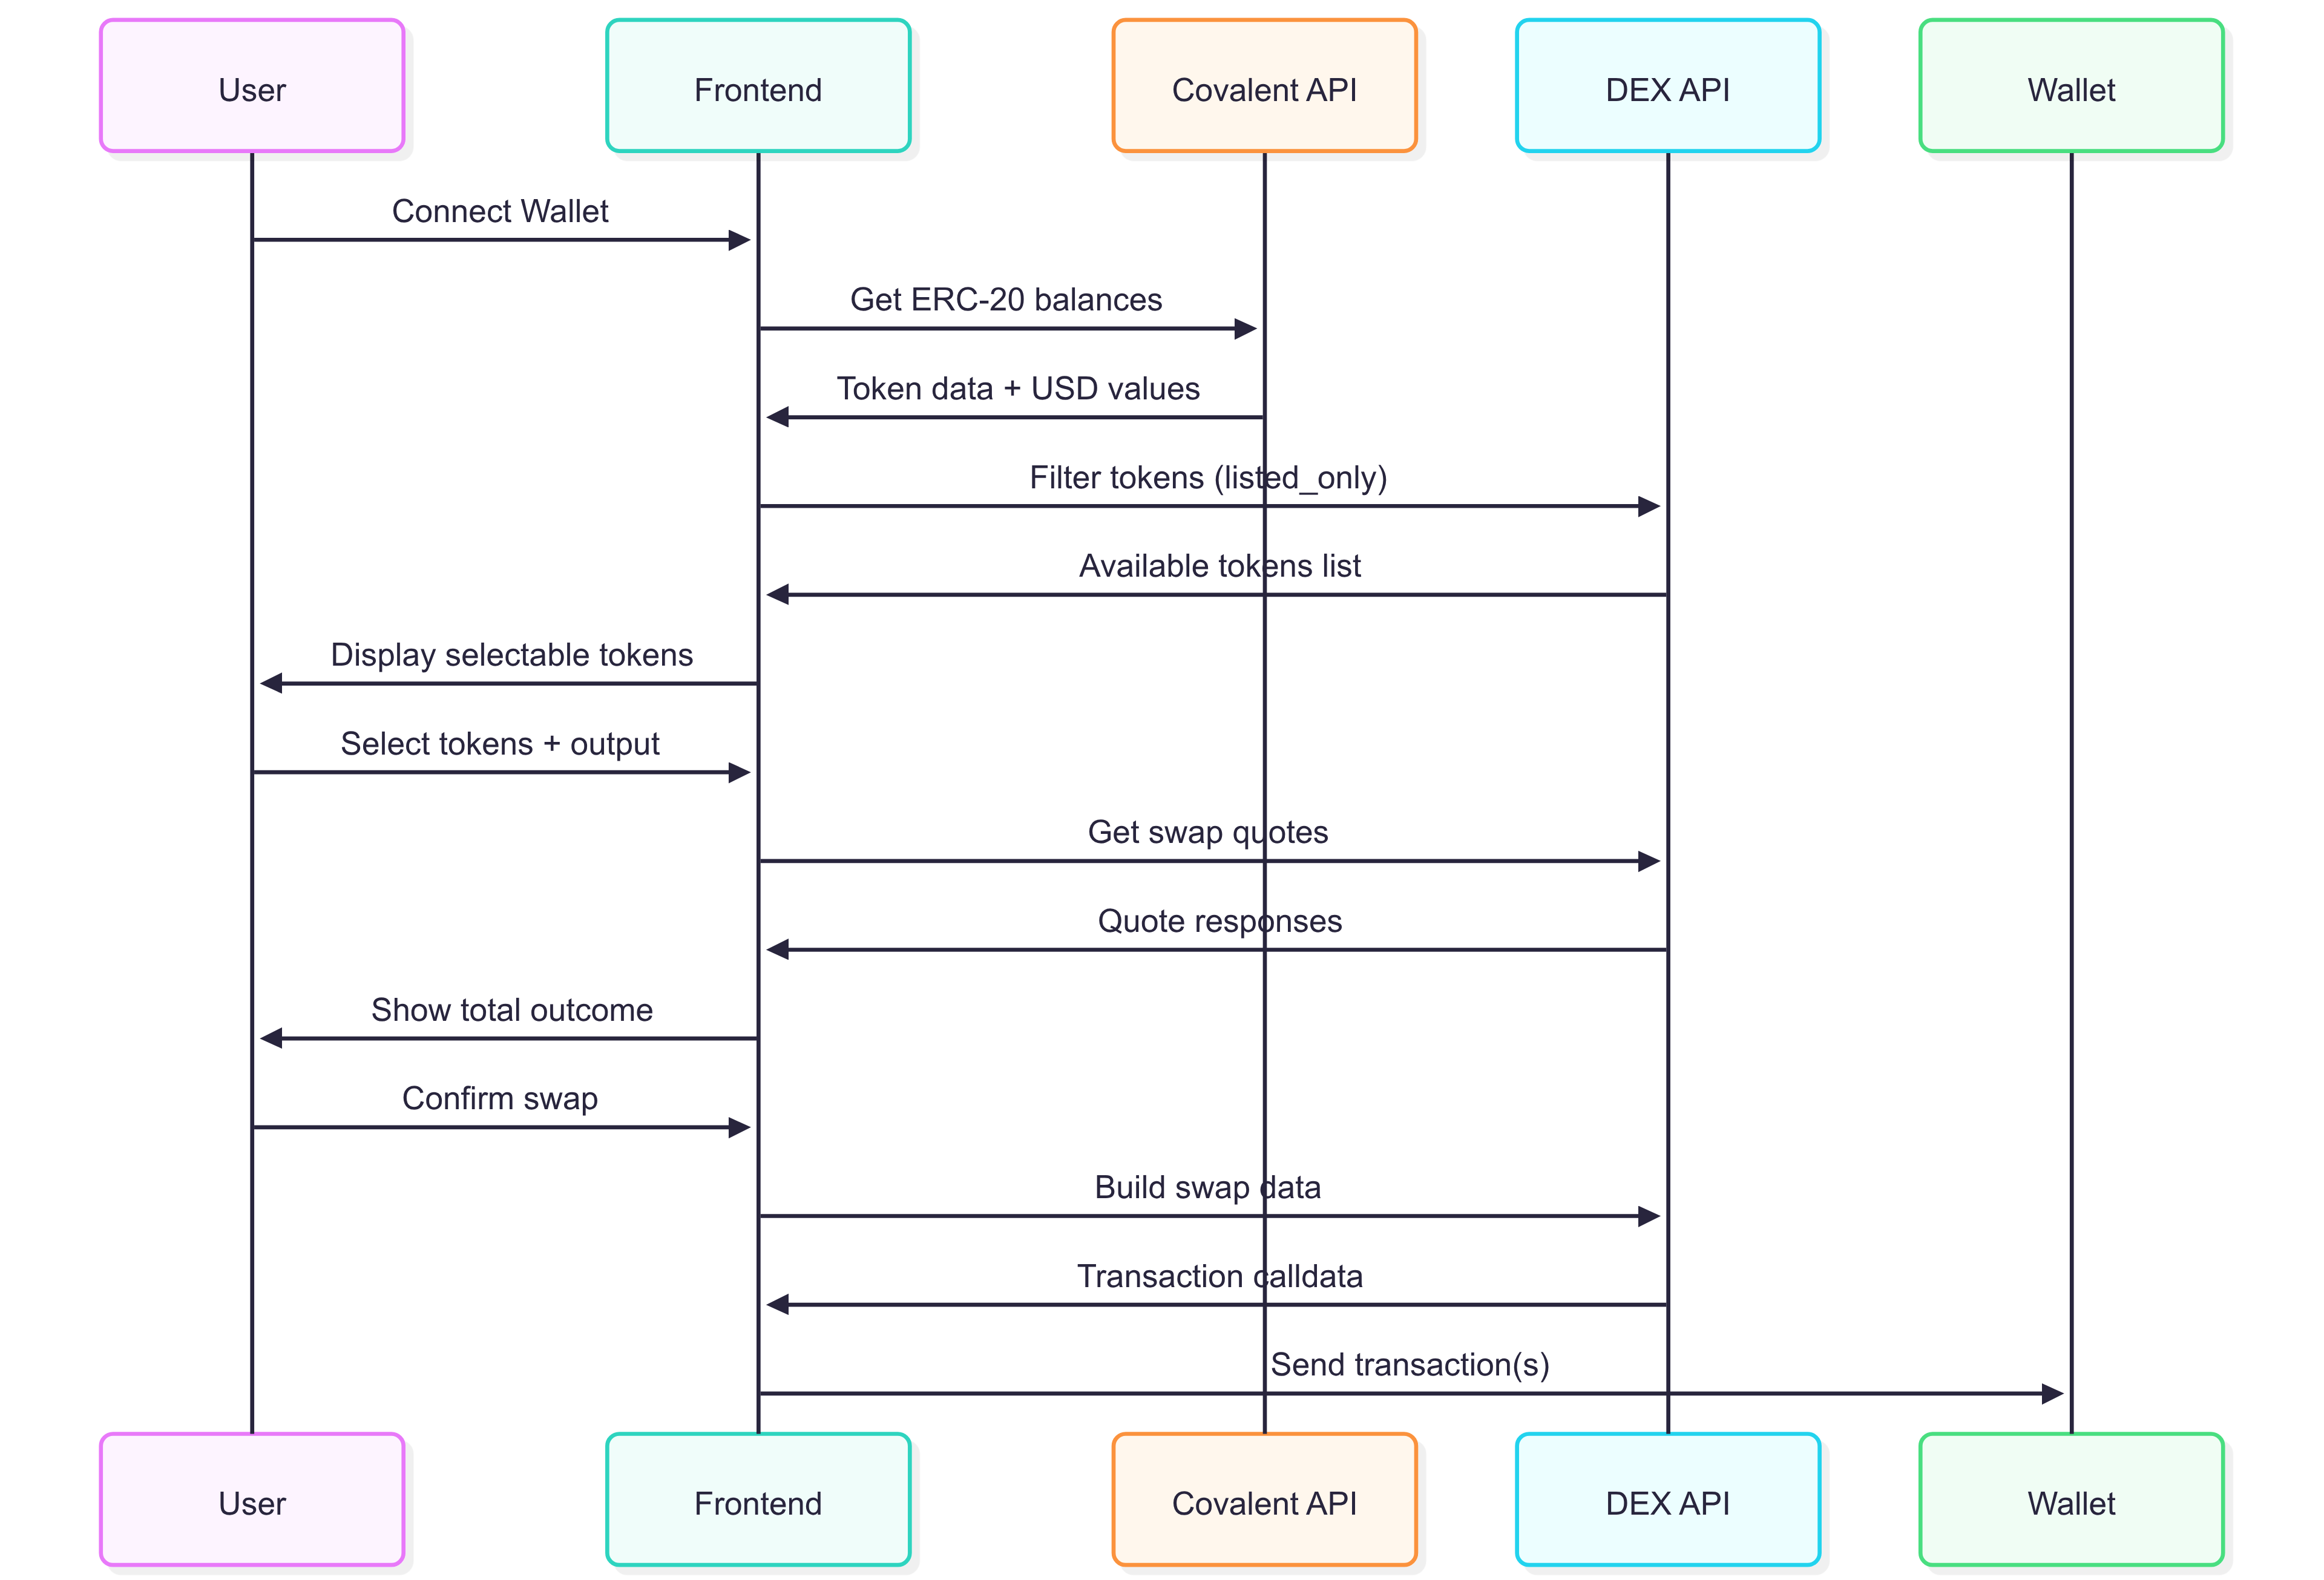 User
Frontend
Covalent API
DEX API
Wallet
Connect Wallet
Get ERC-20 balances
Token data + USD values
Filter tokens (listed_only)
Available tokens list
Display selectable tokens
Select tokens + output
Get swap quotes
Quote responses
Show total outcome
Confirm swap
Build swap data
Transaction calldata
Send transaction(s)
User
Frontend
Covalent API
DEX API
Wallet